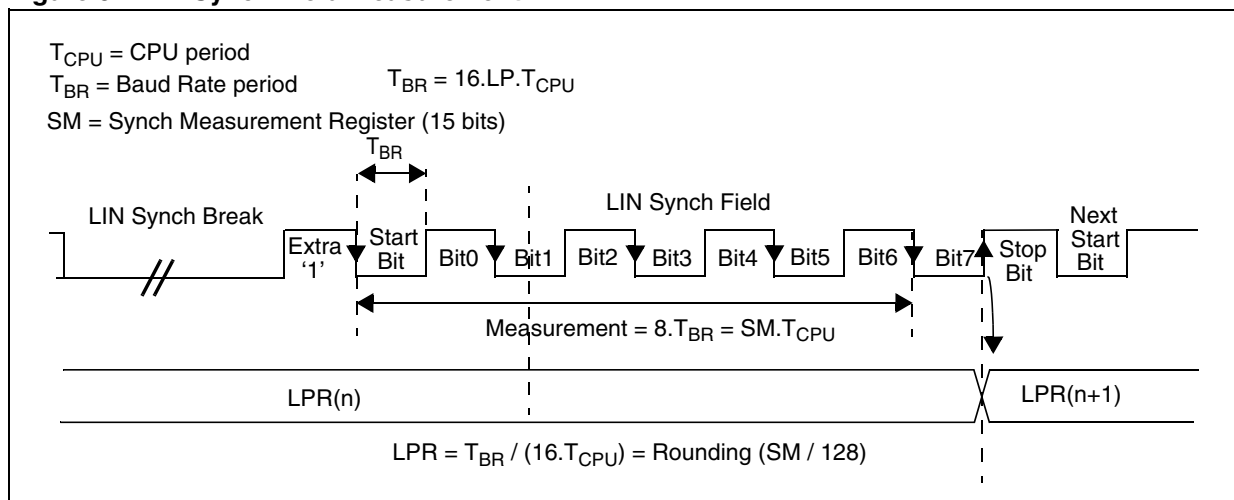 T_CPU = CPU period
T_BR = Baud Rate period T_BR = 16.LP.T_CPU
SM = Synch Measurement Register (15 bits)
T_BR
LIN Synch Break
LIN Synch Field
Next
Start
Bit
Extra
‘1’
Start
Bit
Bit0
Bit1
Bit2
Bit3
Bit4
Bit5
Bit6
Bit7
Stop
Bit
Measurement = 8.T_BR = SM.T_CPU
LPR(n)
LPR(n+1)
LPR = T_BR / (16.T_CPU) = Rounding (SM / 128)